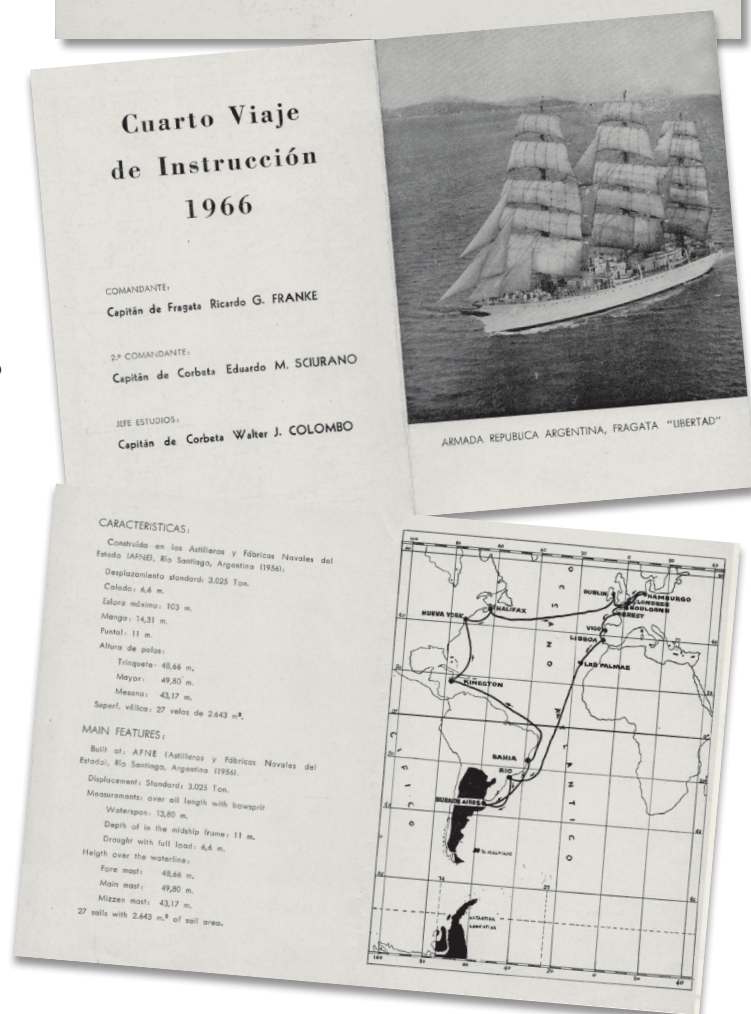 Cuarto Viaje
de Instrucción
1966
COMANDANTE:
Capitán de Fragata Ricardo G. FRANKE
2.º COMANDANTE:
Capitán de Corbeta Eduardo M. SCIURANO
JEFE ESTUDIOS:
Capitán de Corbeta Walter J. COLOMBO
ARMADA REPUBLICA ARGENTINA, FRAGATA "LIBERTAD"
CARACTERISTICAS:
Construída en los Astilleros y Fábricas Navales del
Estado (AFNE), Río Santiago, Argentina (1956):
Desplazamiento standard: 3.025 Ton.
Calado: 6,6 m.
Eslora máxima: 103 m.
Manga: 14,31 m.
Puntal: 11 m.
Altura de palos:
Trinquete: 48,66 m.
Mayor: 49,80 m.
Mesana: 43,17 m.
Superf. vélica: 27 velas de 2.643 m².
MAIN FEATURES:
Built at: AFNE (Astilleros y Fábricas Navales del
Estado), Río Santiago, Argentina (1956).
Displacement: Standard: 3.025 Ton.
Measurements: over all length with bowsprit
Waterspan: 13,80 m.
Depth of in the midship frame: 11 m.
Draught with full load: 6,6 m.
Heigth over the waterline:
Fore mast: 48,66 m.
Main mast: 49,80 m.
Mizzen mast: 43,17 m.
27 sails with 2.643 m.² of sail area.
OCEANO
ATLANTICO
PACIFICO
DUBLIN
HAMBURGO
LONDRES
BOULOGNE
BREST
HALIFAX
NUEVA YORK
VIGO
LISBOA
LAS PALMAS
KINGSTON
BAHIA
RIO
BUENOS AIRES
Is MALVINAS
ANTARTIDA
ARGENTINA